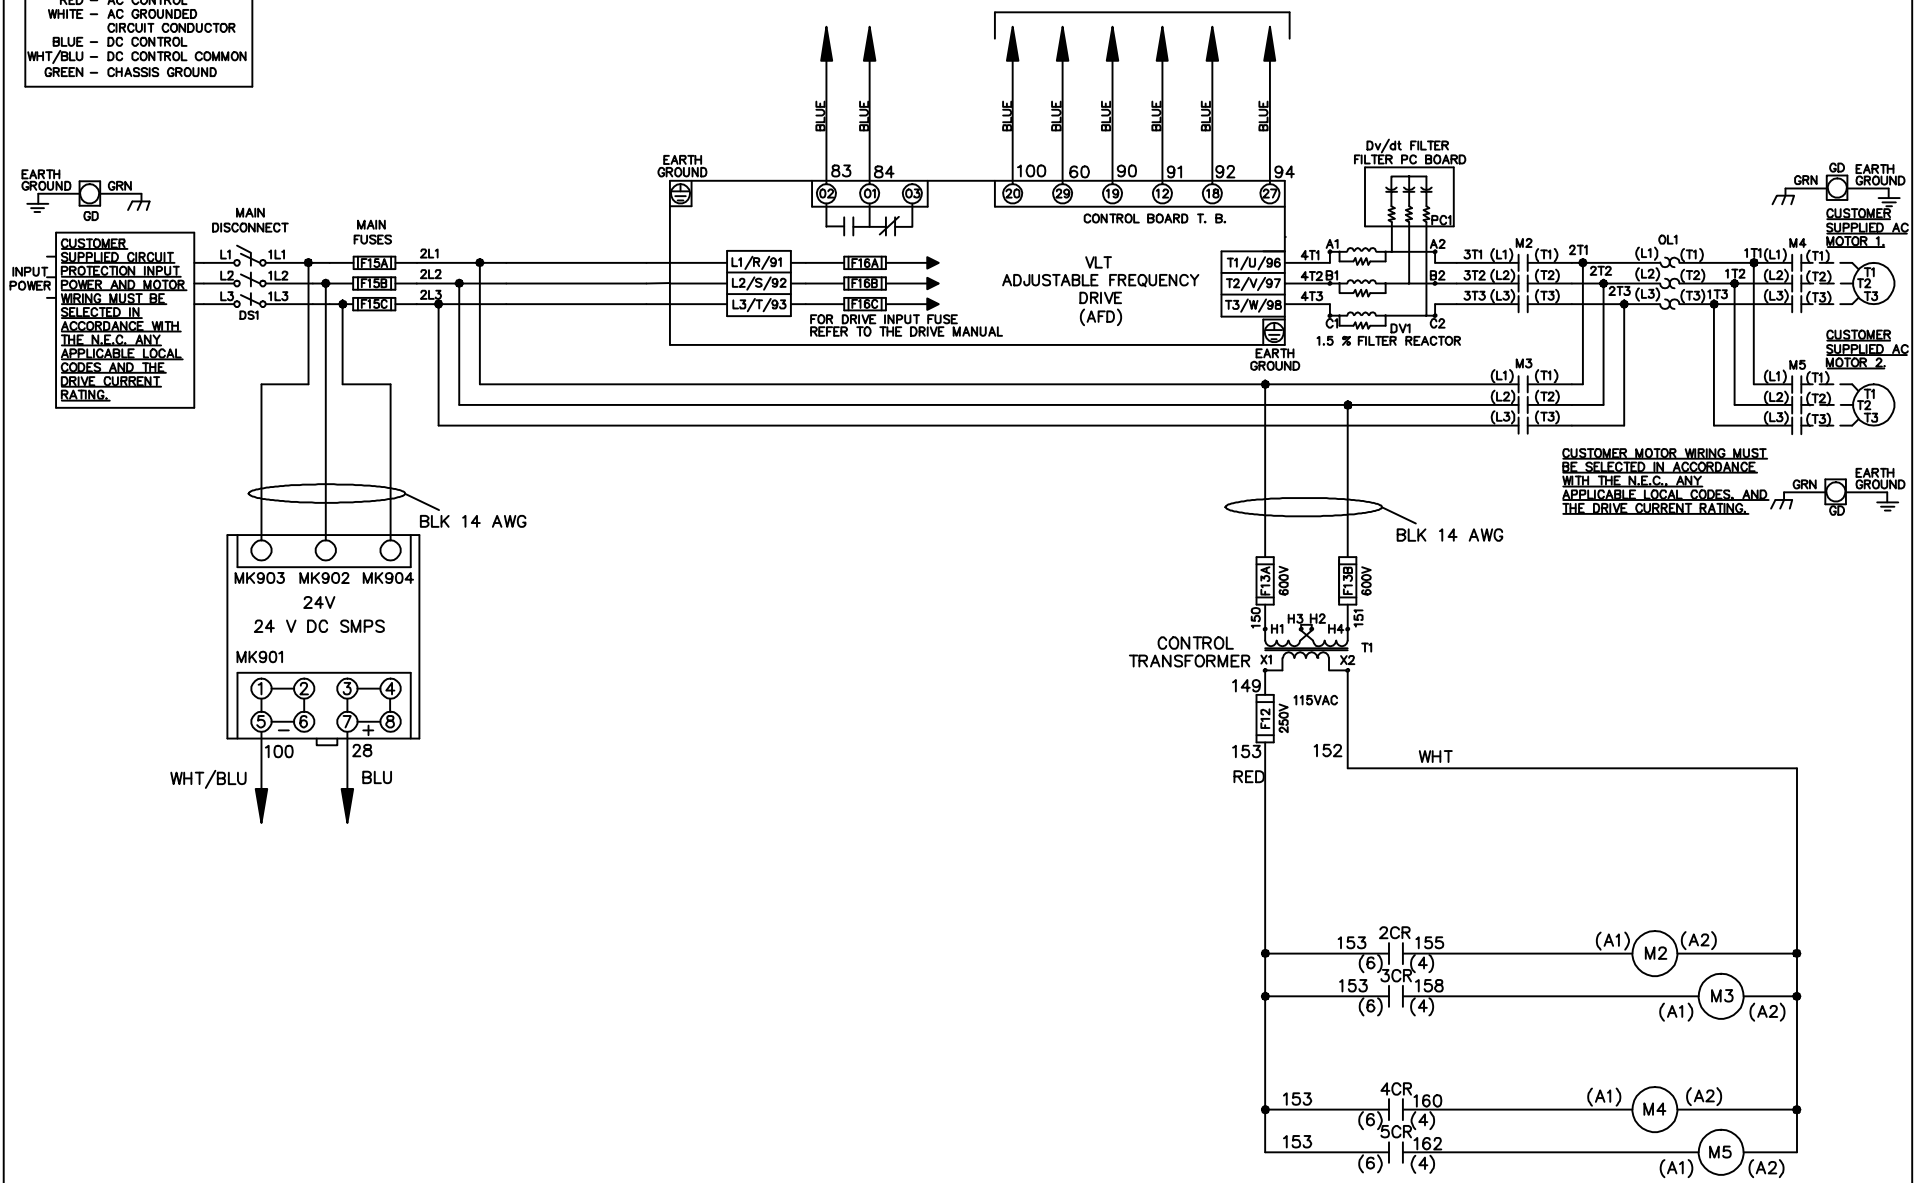 RED – AC CONTROL
WHITE – AC GROUNDED
CIRCUIT CONDUCTOR
BLUE – DC CONTROL
WHT/BLU – DC CONTROL COMMON
GREEN – CHASSIS GROUND
BLUE
BLUE
BLUE
BLUE
BLUE
BLUE
BLUE
BLUE
EARTH
GROUND
GRN
GD
MAIN
DISCONNECT
MAIN
FUSES
INPUT
POWER
CUSTOMER
SUPPLIED CIRCUIT
PROTECTION INPUT
POWER AND MOTOR
WIRING MUST BE
SELECTED IN
ACCORDANCE WITH
THE N.E.C. ANY
APPLICABLE LOCAL
CODES AND THE
DRIVE CURRENT
RATING.
L1 1L1
L2 1L2
L3 1L3
DS1
F15A
F15B
F15C
2L1
2L2
2L3
EARTH
GROUND
83 84
02 01 03
100 60 90 91 92 94
20 29 19 12 18 27
CONTROL BOARD T. B.
L1/R/91
L2/S/92
L3/T/93
F16A
F16B
F16C
FOR DRIVE INPUT FUSE
REFER TO THE DRIVE MANUAL
VLT
ADJUSTABLE FREQUENCY
DRIVE
(AFD)
T1/U/96
T2/V/97
T3/W/98
EARTH
GROUND
Dv/dt FILTER
FILTER PC BOARD
PC1
4T1 A1 A2
4T2 B1 B2
4T3 C1 C2
DV1
1.5 % FILTER REACTOR
M2
3T1 (L1) (T1) 2T1
3T2 (L2) (T2) 2T2
3T3 (L3) (T3) 2T3
OL1
(L1) (T1) 1T1
(L2) (T2) 1T2
(L3) (T3) 1T3
M4
(L1) (T1)
(L2) (T2)
(L3) (T3)
T1
T2
T3
GRN
GD
EARTH
GROUND
CUSTOMER
SUPPLIED AC
MOTOR 1.
CUSTOMER
SUPPLIED AC
MOTOR 2.
M3
(L1) (T1)
(L2) (T2)
(L3) (T3)
M5
(L1) (T1)
(L2) (T2)
(L3) (T3)
T1
T2
T3
CUSTOMER MOTOR WIRING MUST
BE SELECTED IN ACCORDANCE
WITH THE N.E.C., ANY
APPLICABLE LOCAL CODES, AND
THE DRIVE CURRENT RATING.
GRN
GD
EARTH
GROUND
BLK 14 AWG
BLK 14 AWG
MK903 MK902 MK904
24V
24 V DC SMPS
MK901
1 2 3 4
5 6 7 8
– +
100 28
WHT/BLU BLU
F13A 600V
F13B 600V
150 151
H1 H3 H2 H4
T1
CONTROL
TRANSFORMER
X1 X2
149
115VAC
F12 250V
153 152
RED
WHT
2CR
153 155
(6) (4)
(A1) M2 (A2)
3CR
153 158
(6) (4)
(A1) M3 (A2)
4CR
153 160
(6) (4)
(A1) M4 (A2)
5CR
153 162
(6) (4)
(A1) M5 (A2)